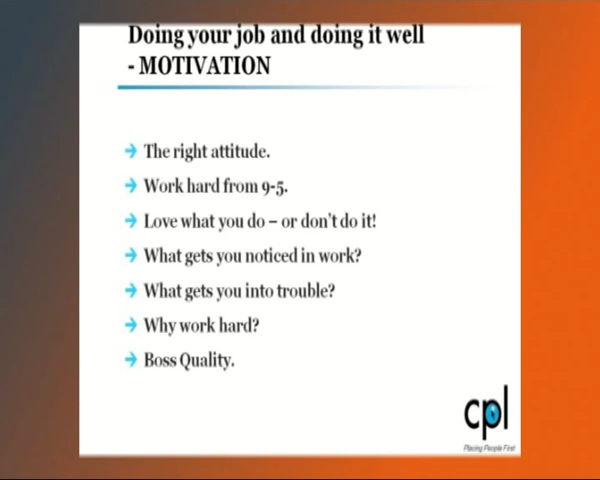 Doing your job and doing it well
- MOTIVATION
The right attitude.
Work hard from 9-5.
Love what you do – or don't do it!
What gets you noticed in work?
What gets you into trouble?
Why work hard?
Boss Quality.
cpl
Placing People First